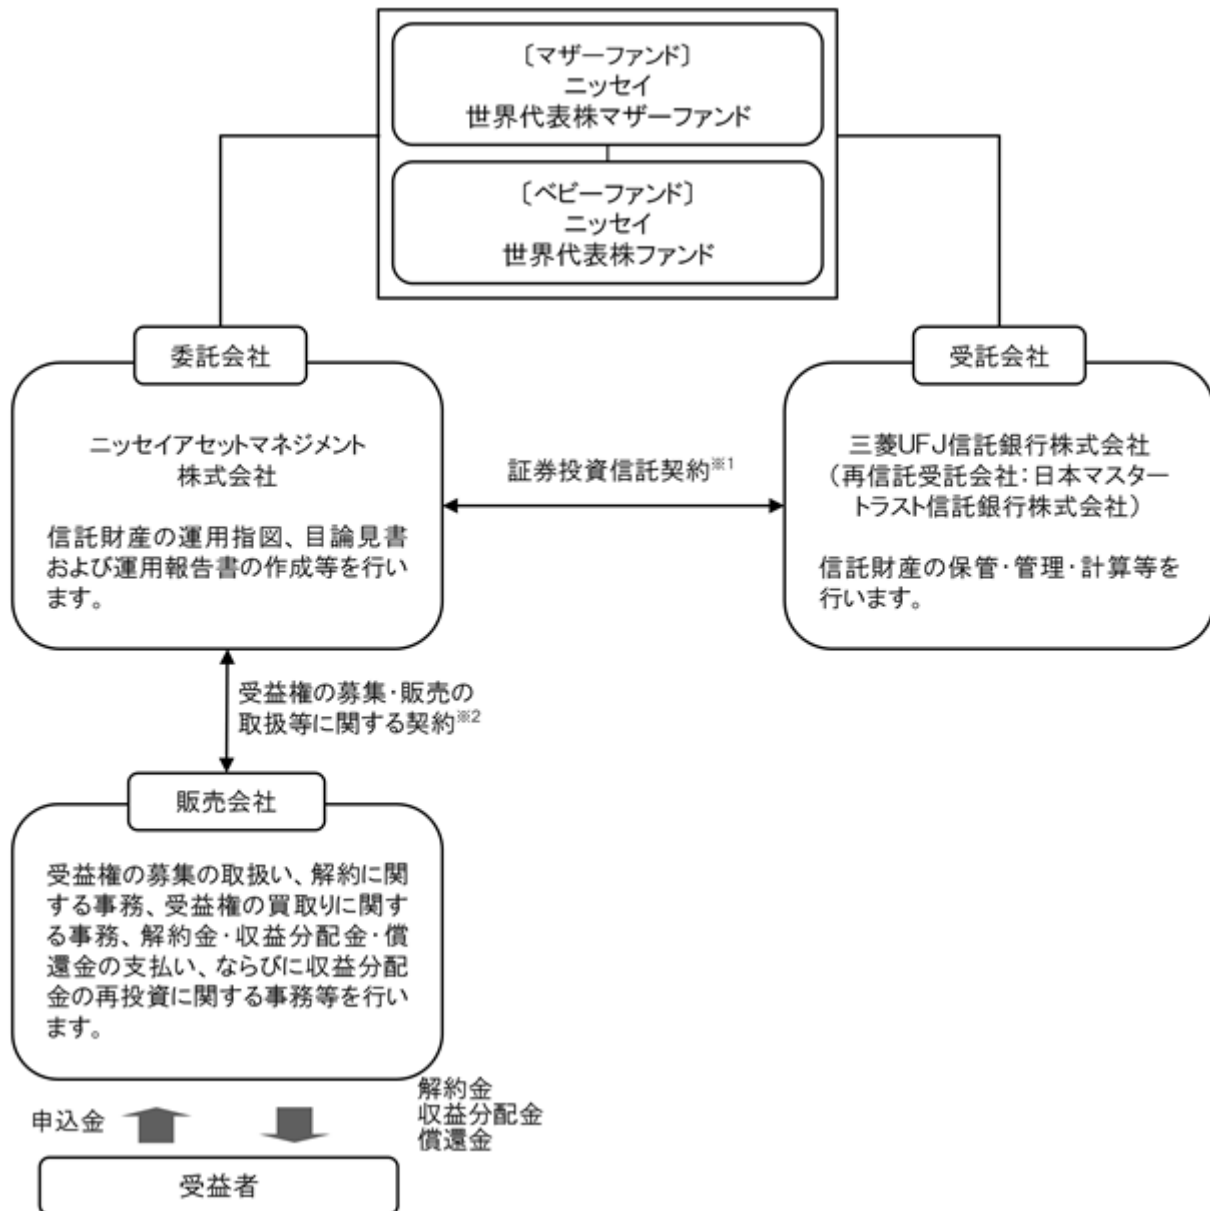 〔マザーファンド〕
ニッセイ
世界代表株マザーファンド
〔ベビーファンド〕
ニッセイ
世界代表株ファンド
委託会社
ニッセイアセットマネジメント
株式会社
信託財産の運用指図、目論見書
および運用報告書の作成等を行い
ます。
証券投資信託契約※1
受託会社
三菱UFJ信託銀行株式会社
（再信託受託会社：日本マスター
トラスト信託銀行株式会社）
信託財産の保管・管理・計算等を
行います。
受益権の募集・販売の
取扱等に関する契約※2
販売会社
受益権の募集の取扱い、解約に関
する事務、受益権の買取りに関す
る事務、解約金・収益分配金・償
還金の支払い、ならびに収益分配
金の再投資に関する事務等を行い
ます。
申込金
解約金
収益分配金
償還金
受益者